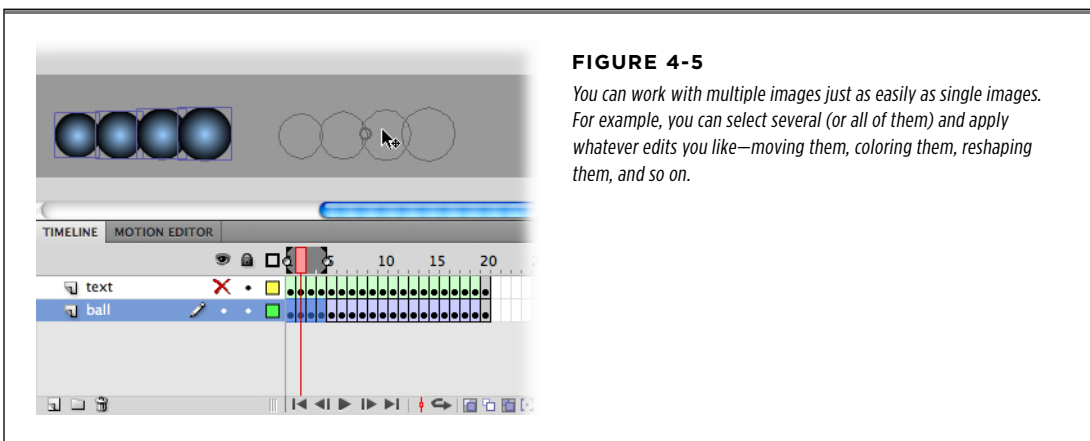 FIGURE 4-5
You can work with multiple images just as easily as single images.
For example, you can select several (or all of them) and apply
whatever edits you like—moving them, coloring them, reshaping
them, and so on.
TIMELINE MOTION EDITOR
5 10 15 20
text
ball